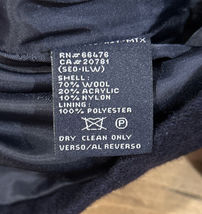 RN# 66476
CA# 20781
(SEO-ILW)
SHELL:
70% WOOL
20% ACRYLIC
10% NYLON
LINING:
100% POLYESTER
P
DRY CLEAN ONLY
VERSO/AL REVERSO